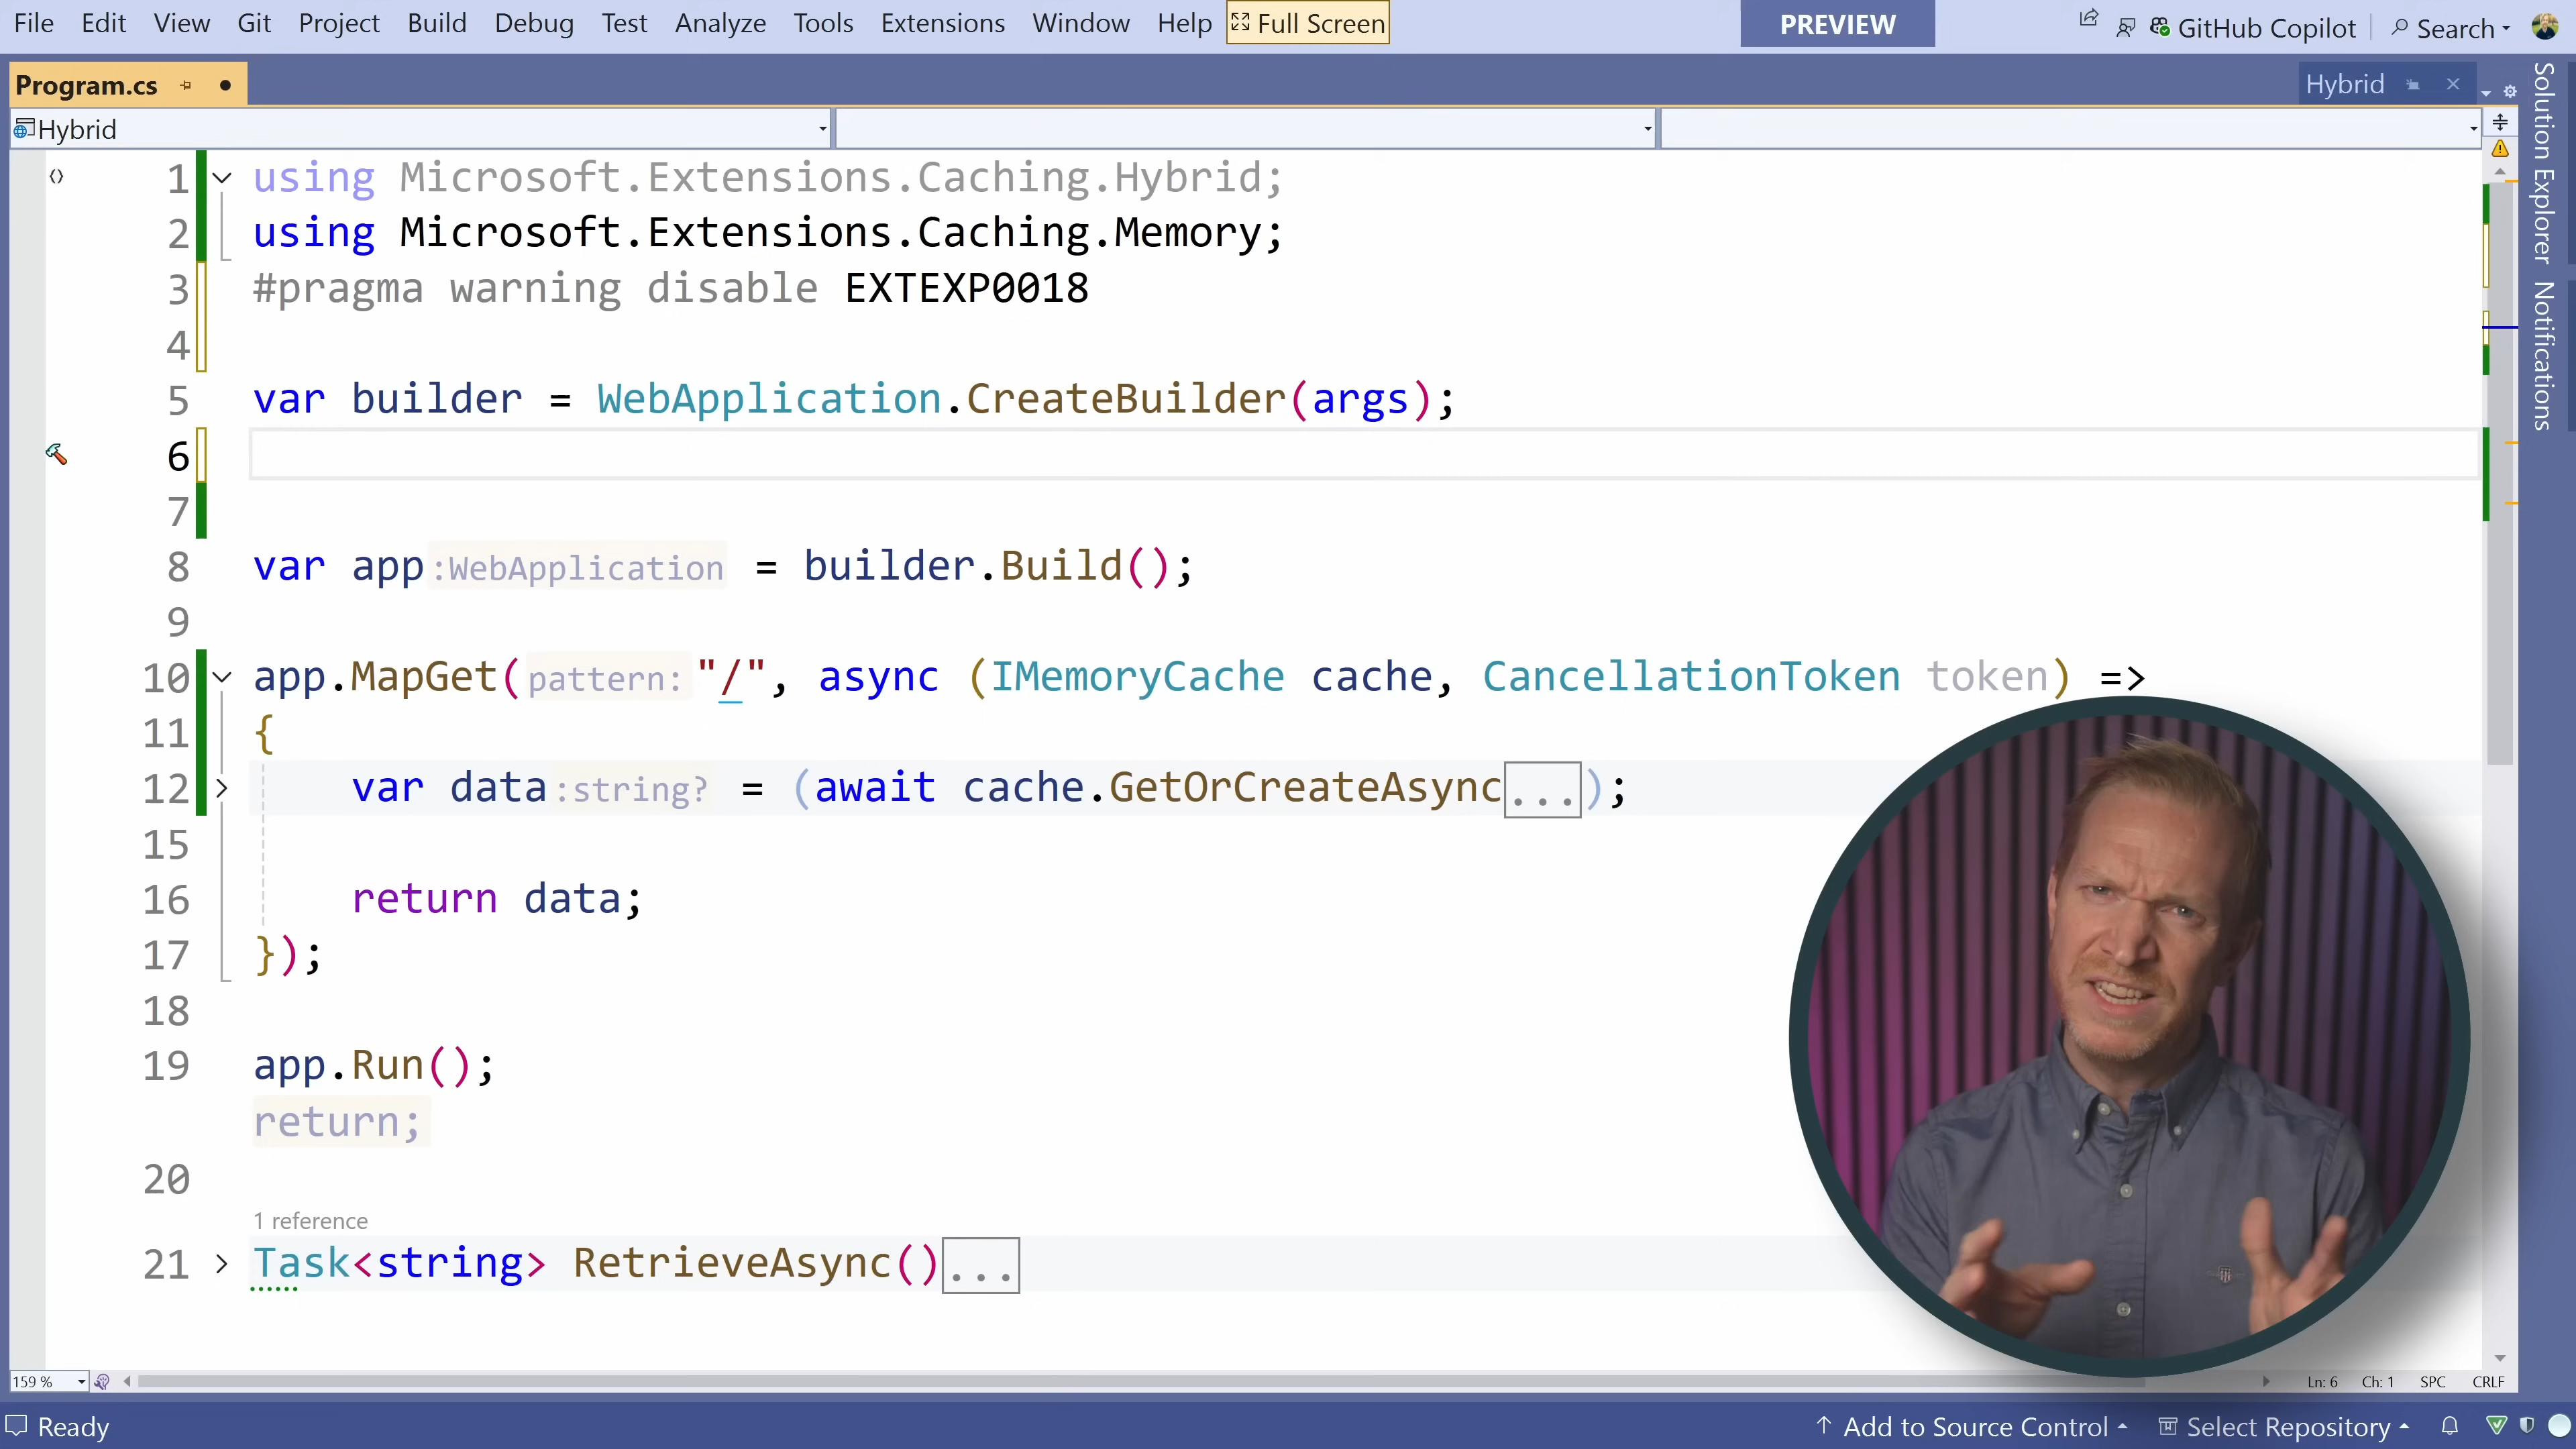 File Edit View Git Project Build Debug Test Analyze Tools Extensions Window Help Full Screen PREVIEW GitHub Copilot Search
Program.cs Hybrid
Hybrid
Solution Explorer
Notifications
1 using Microsoft.Extensions.Caching.Hybrid;
2 using Microsoft.Extensions.Caching.Memory;
3 #pragma warning disable EXTEXP0018
4
5 var builder = WebApplication.CreateBuilder(args);
6
7
8 var app :WebApplication = builder.Build();
9
10 app.MapGet( pattern: "/", async (IMemoryCache cache, CancellationToken token) =>
11 {
12 var data :string? = (await cache.GetOrCreateAsync...);
15
16 return data;
17 });
18
19 app.Run();
return;
20
1 reference
21 Task<string> RetrieveAsync()...
159 % Ln: 6 Ch: 1 SPC CRLF
Ready Add to Source Control Select Repository